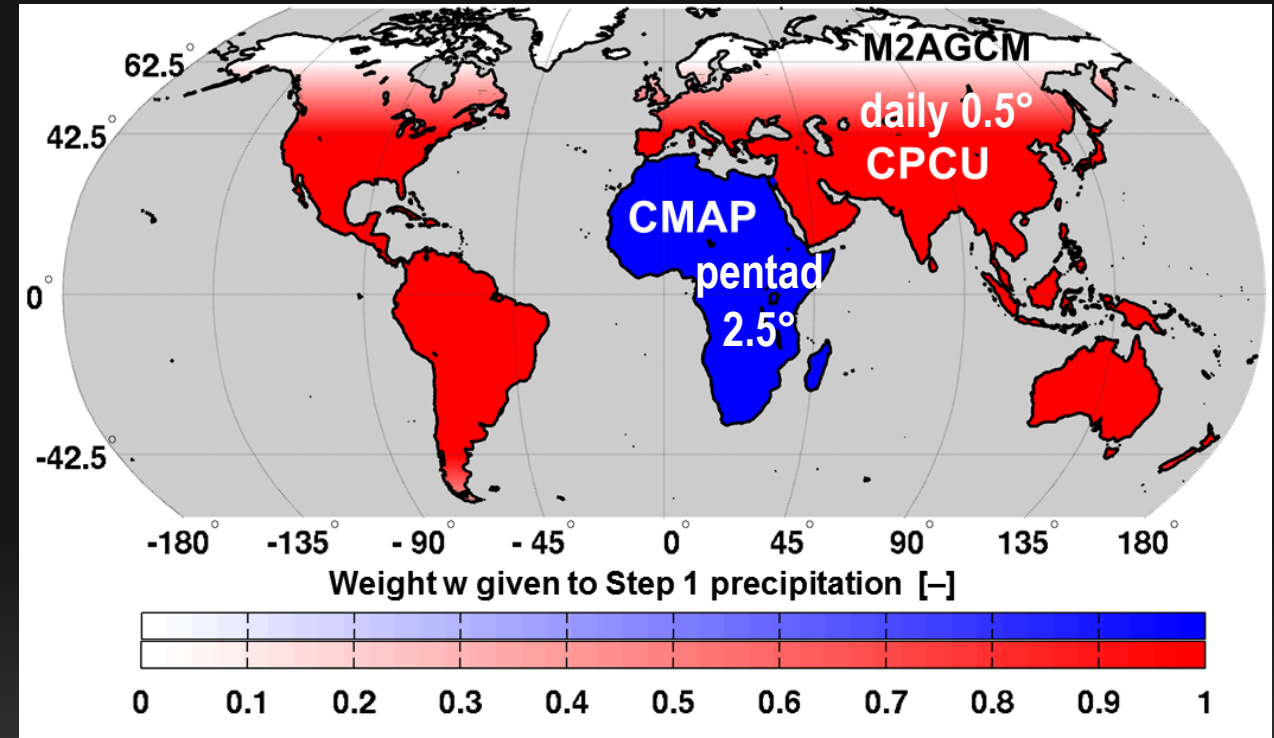 M2AGCM
62.5°
daily 0.5°
42.5°
CPCU
CMAP
pentad
0°
2.5°
-42.5°
-180° -135° - 90° - 45° 0° 45° 90° 135° 180°
Weight w given to Step 1 precipitation [–]
0 0.1 0.2 0.3 0.4 0.5 0.6 0.7 0.8 0.9 1